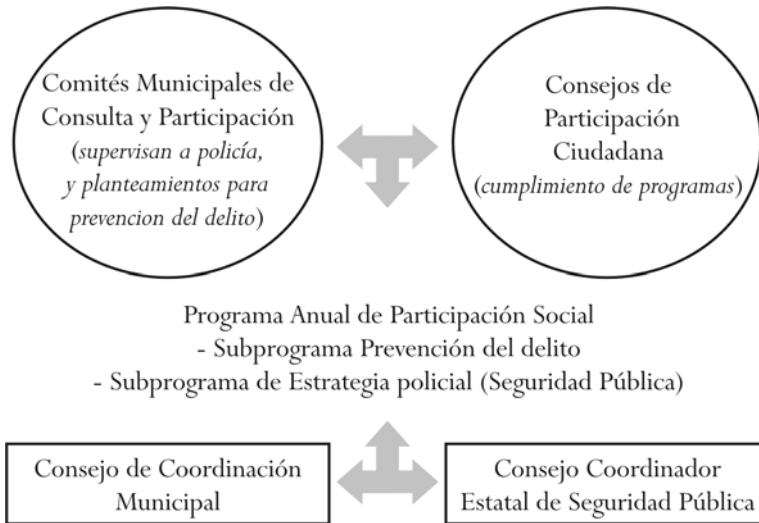 Comités Municipales de
Consulta y Participación
(supervisan a policía,
y planteamientos para
prevencion del delito)
Consejos de
Participación
Ciudadana
(cumplimiento de programas)
Programa Anual de Participación Social
- Subprograma Prevención del delito
- Subprograma de Estrategia policial (Seguridad Pública)
Consejo de Coordinación
Municipal
Consejo Coordinador
Estatal de Seguridad Pública